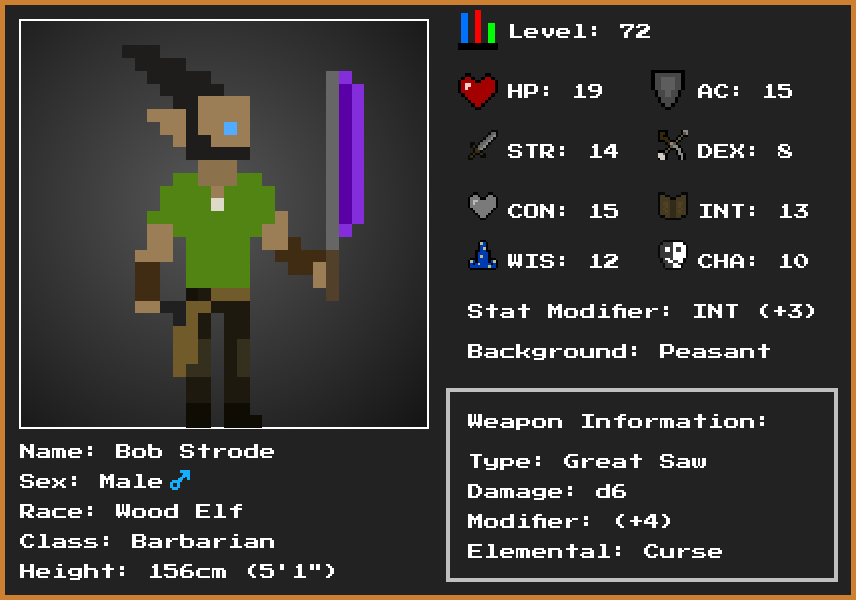 Level: 72
HP: 19 AC: 15
STR: 14 DEX: 8
CON: 15 INT: 13
WIS: 12 CHA: 10
Stat Modifier: INT (+3)
Background: Peasant
Weapon Information:
Type: Great Saw
Damage: d6
Modifier: (+4)
Elemental: Curse
Name: Bob Strode
Sex: Male ♂
Race: Wood Elf
Class: Barbarian
Height: 156cm (5'1")